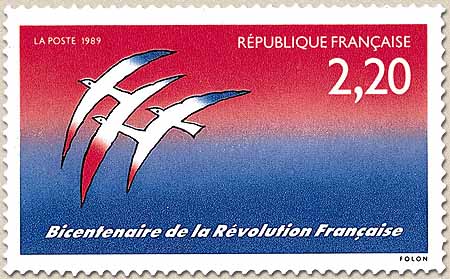 LA POSTE 1989
RÉPUBLIQUE FRANÇAISE
2,20
Bicentenaire de la Révolution Française
FOLON